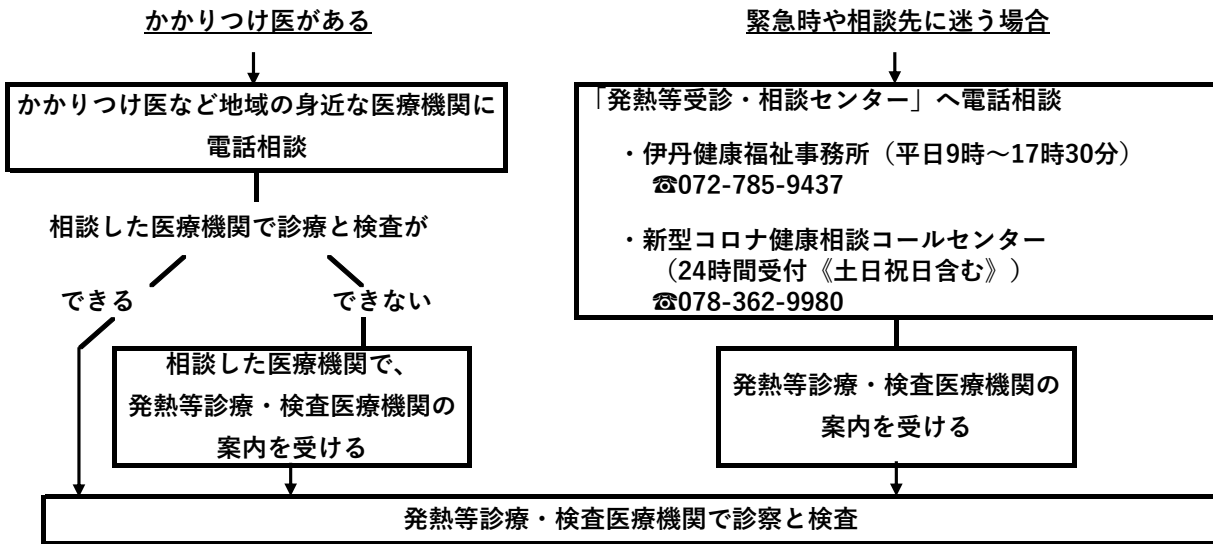 かかりつけ医がある
かかりつけ医など地域の身近な医療機関に
電話相談
相談した医療機関で診療と検査が
できる
できない
相談した医療機関で、
発熱等診療・検査医療機関の
案内を受ける
緊急時や相談先に迷う場合
「発熱等受診・相談センター」へ電話相談
・伊丹健康福祉事務所（平日9時～17時30分）
☎072-785-9437
・新型コロナ健康相談コールセンター
（24時間受付《土日祝日含む》）
☎078-362-9980
発熱等診療・検査医療機関の
案内を受ける
発熱等診療・検査医療機関で診察と検査